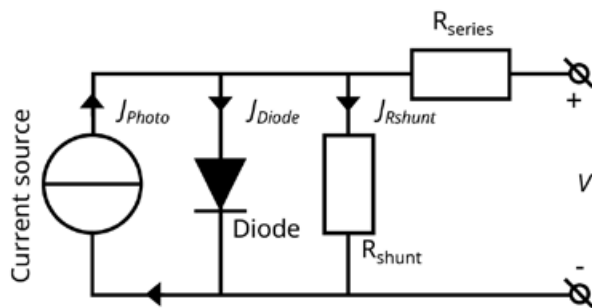 R_series
J_Photo
J_Diode
J_Rshunt
+
Current source
V
Diode
R_shunt
-